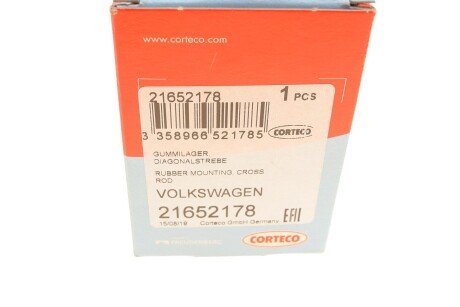 www.corteco.com
21652178 1 PCS
3 358966 521785 CORTECO
GUMMILAGER,
DIAGONALSTREBE
RUBBER MOUNTING, CROSS
ROD
VOLKSWAGEN
21652178
15/08/19 Corteco GmbH Germany
FREUDENBERG
CORTECO